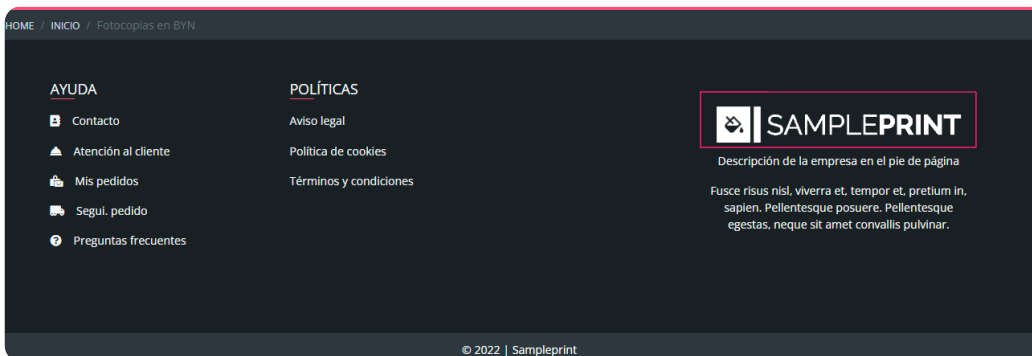 HOME / INICIO / Fotocopias en BYN
AYUDA
Contacto
Atención al cliente
Mis pedidos
Segui. pedido
Preguntas frecuentes
POLÍTICAS
Aviso legal
Política de cookies
Términos y condiciones
SAMPLEPRINT
Descripción de la empresa en el pie de página
Fusce risus nisl, viverra et, tempor et, pretium in,
sapien. Pellentesque posuere. Pellentesque
egestas, neque sit amet convallis pulvinar.
© 2022 | Sampleprint